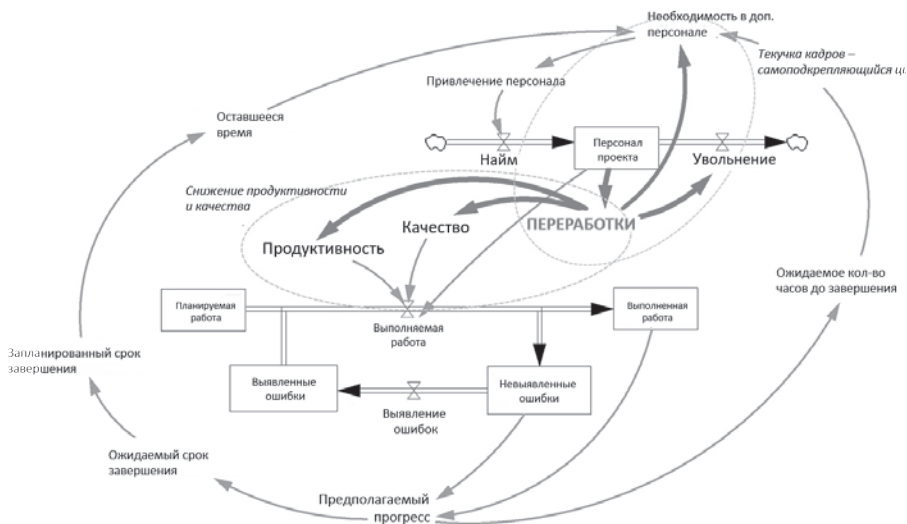 Необходимость в доп.
персонале
Текучка кадров –
самоподкрепляющийся
Привлечение персонала
Оставшееся
время
Найм
Персонал
проекта
Увольнение
Снижение продуктивности
и качества
ПЕРЕРАБОТКИ
Качество
Продуктивность
Ожидаемое кол-во
часов до завершения
Планируемая
работа
Выполняемая
работа
Выполненная
работа
Запланированный срок
завершения
Выявленные
ошибки
Выявление
ошибок
Невыявленные
ошибки
Ожидаемый срок
завершения
Предполагаемый
прогресс